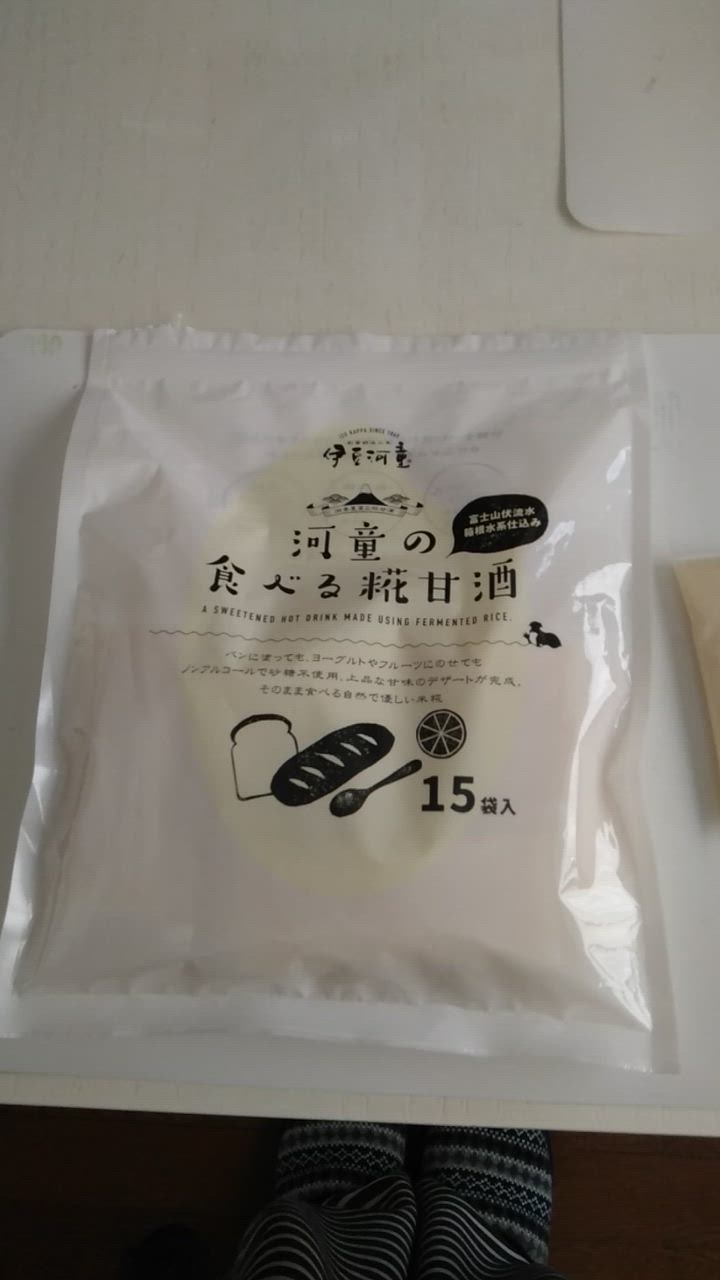 IZU KAPPA SINCE 1867
伊豆河童
富士山伏流水
箱根水系仕込み
河童の
食べる糀甘酒
A SWEETENED HOT DRINK MADE USING FERMENTED RICE.
パンに塗っても、ヨーグルトやフルーツにのせても
ノンアルコールで砂糖不使用、上品な甘味のデザートが完成。
そのまま食べる自然で優しい米糀
15袋入